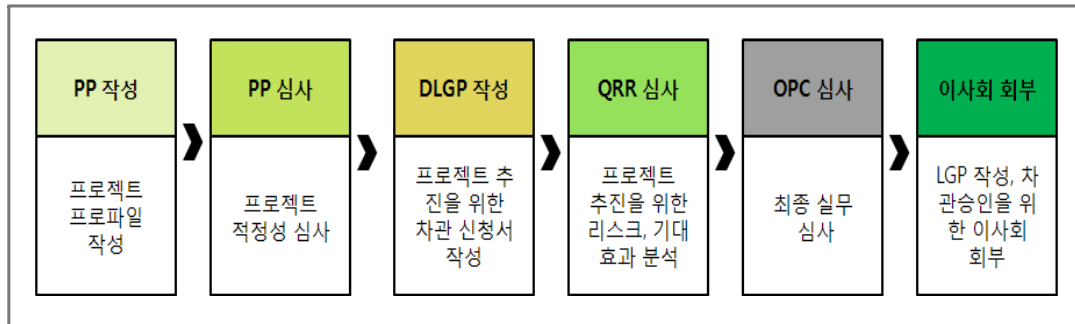 PP 작성
PP 심사
DLGP 작성
QRR 심사
OPC 심사
이사회 회부
프로젝트
프로파일
작성
프로젝트
적정성 심사
프로젝트 추
진을 위한
차관 신청서
작성
프로젝트
추진을 위한
리스크, 기대
효과 분석
최종 실무
심사
LGP 작성, 차
관승인을 위
한 이사회
회부